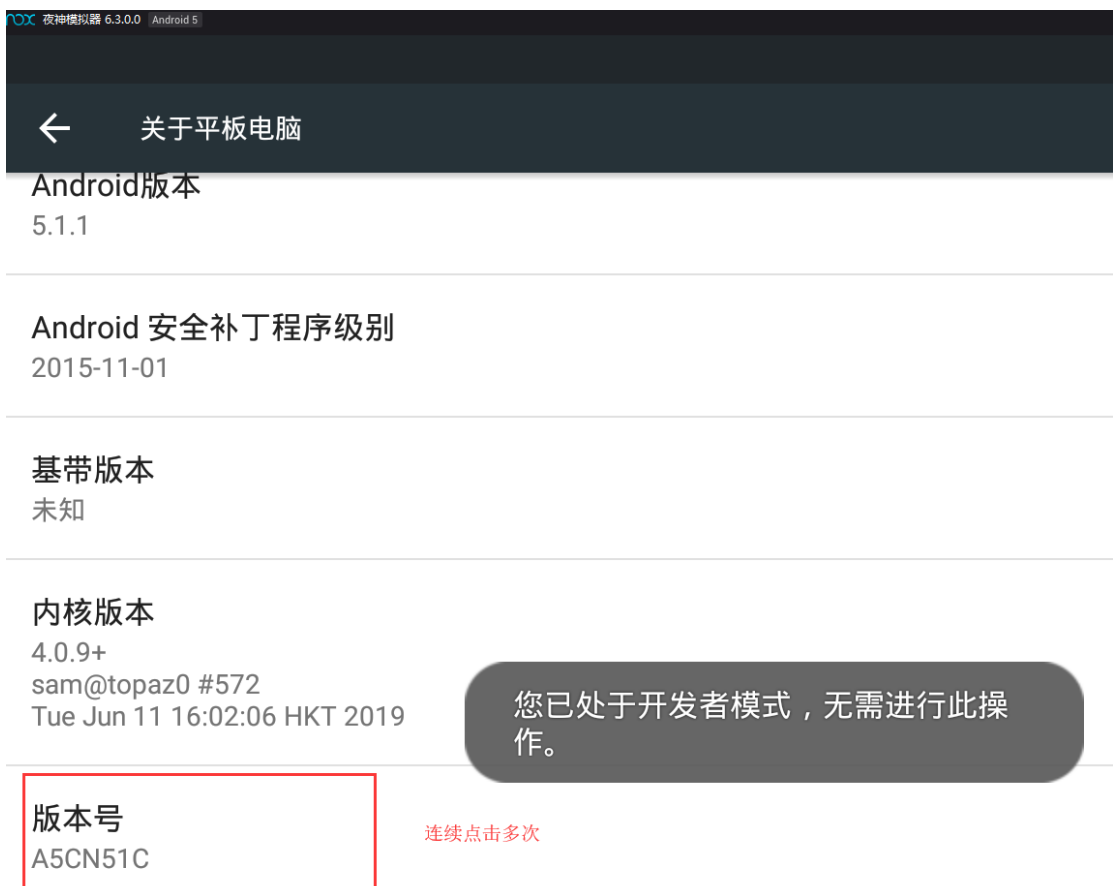 nox 夜神模拟器 6.3.0.0 Android 5
关于平板电脑
Android版本
5.1.1
Android 安全补丁程序级别
2015-11-01
基带版本
未知
内核版本
4.0.9+
sam@topaz0 #572
Tue Jun 11 16:02:06 HKT 2019
您已处于开发者模式，无需进行此操
作。
版本号
A5CN51C
连续点击多次